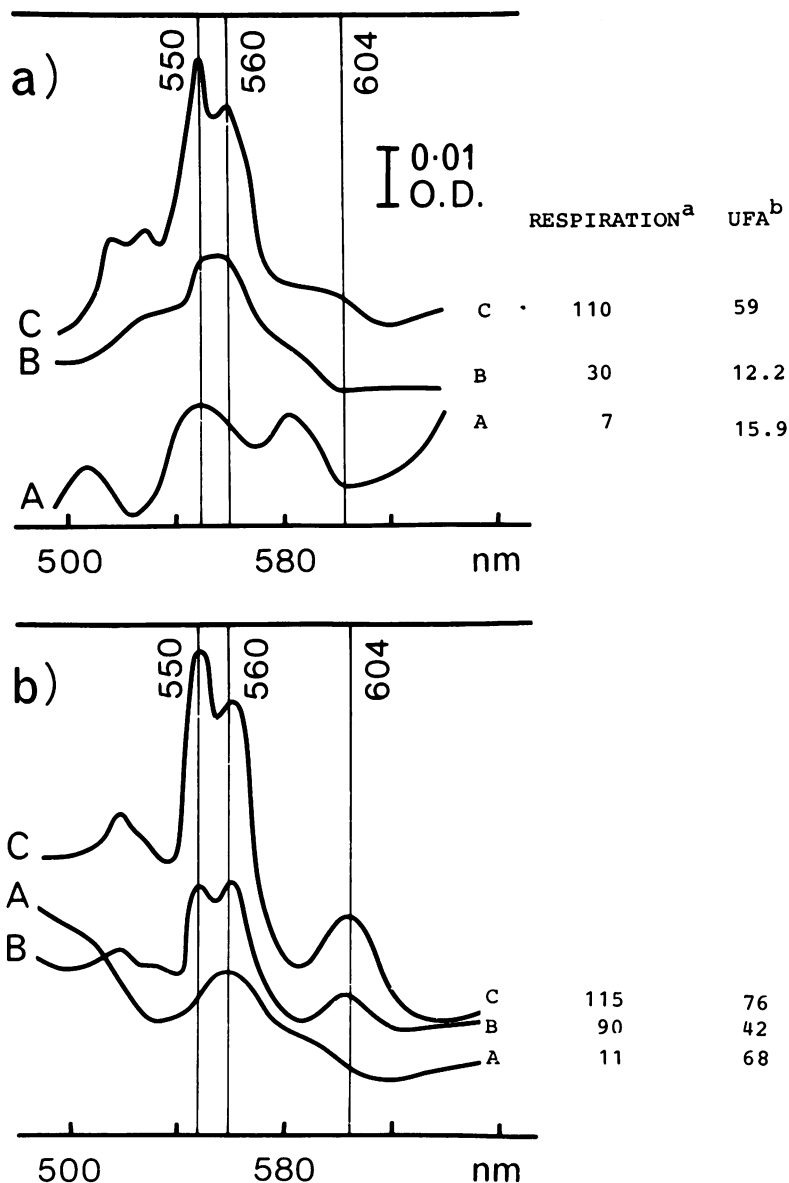 a)
550
560
604
0·01
O.D.
RESPIRATIONᵃ UFAᵇ
C C · 110 59
B B 30 12.2
A A 7 15.9
500 580 nm
b)
550
560
604
C
A
B
C 115 76
B 90 42
A 11 68
500 580 nm